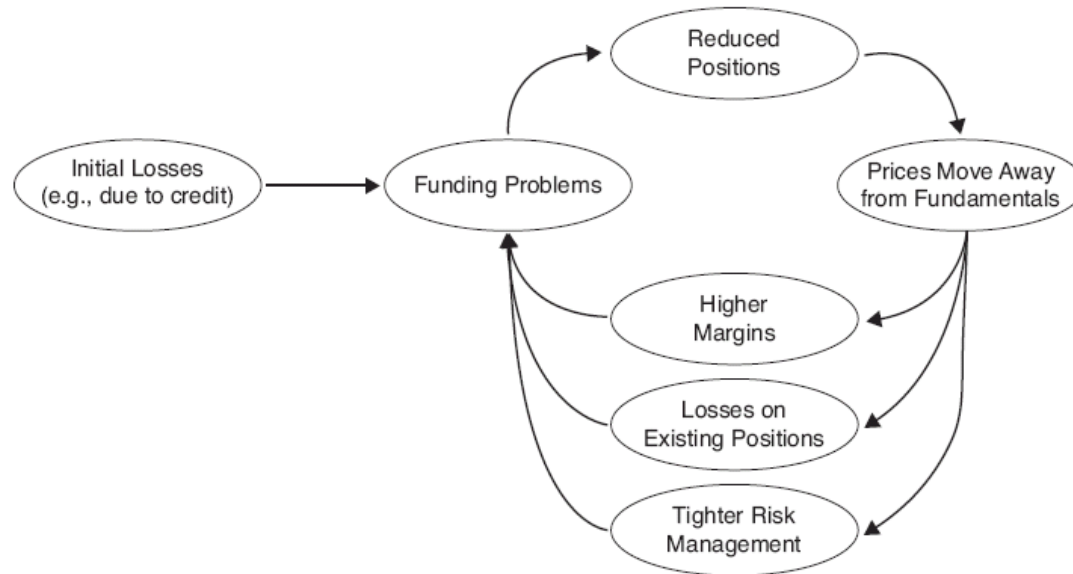 Reduced
Positions
Initial Losses
(e.g., due to credit)
Funding Problems
Prices Move Away
from Fundamentals
Higher
Margins
Losses on
Existing Positions
Tighter Risk
Management